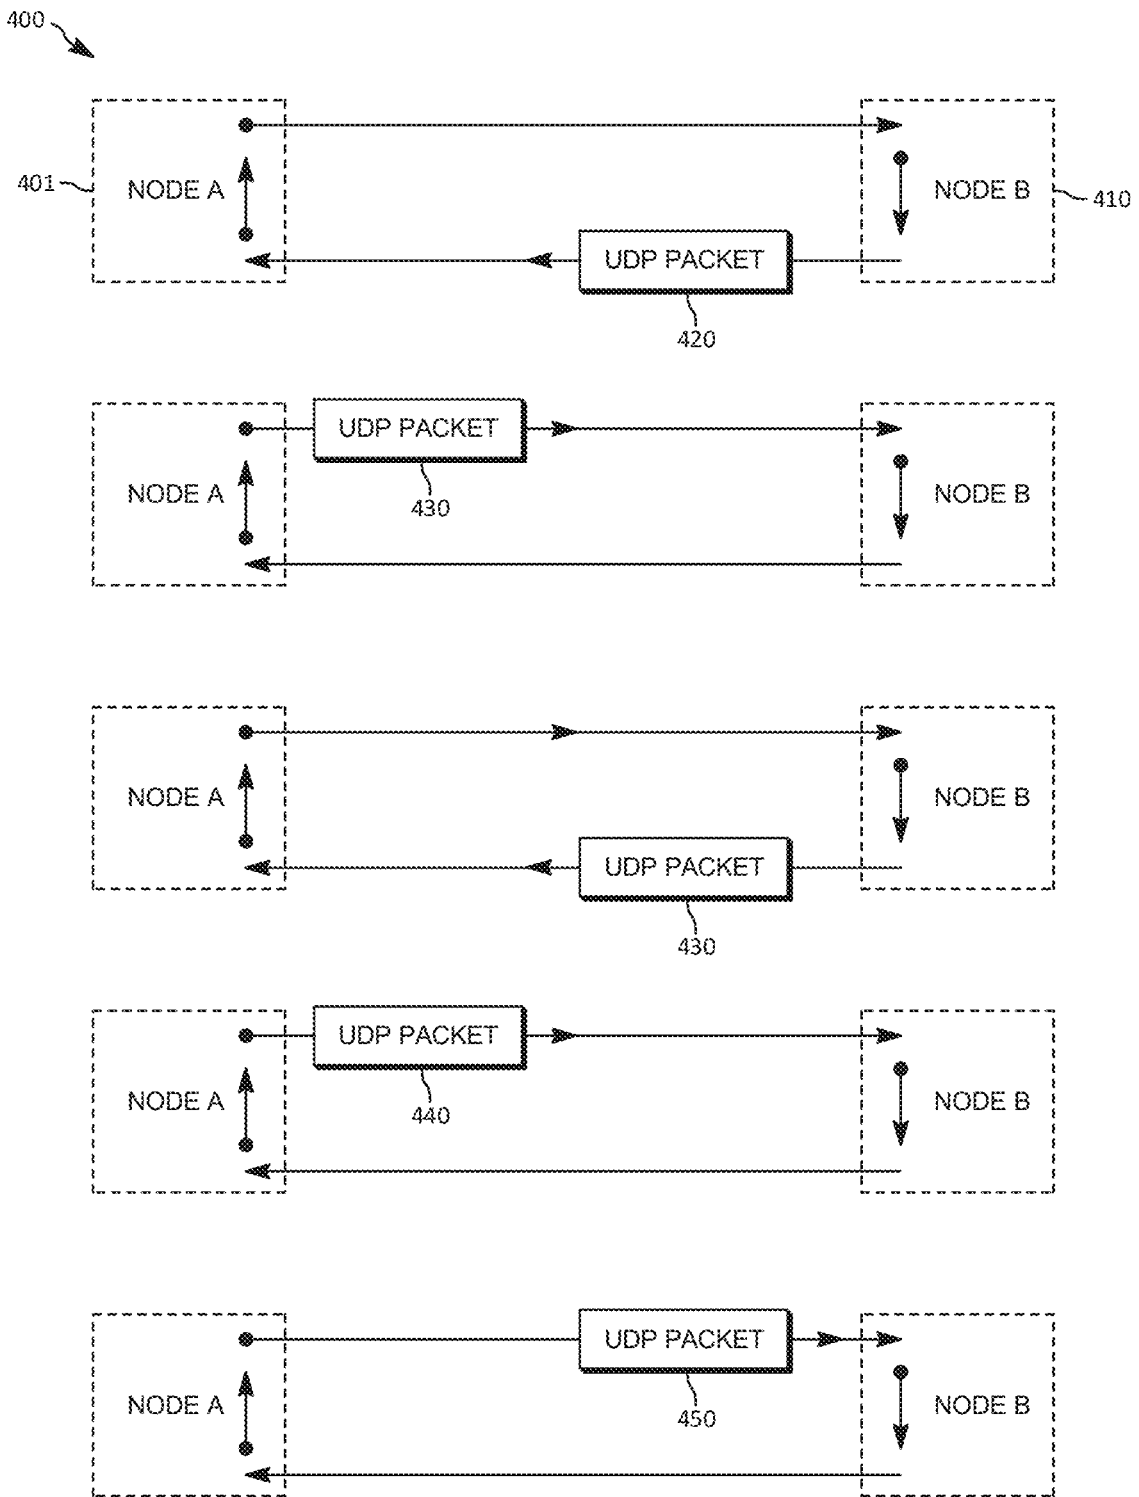 400
401
NODE A
NODE B
410
UDP PACKET
420
UDP PACKET
430
NODE A
NODE B
NODE A
NODE B
UDP PACKET
430
UDP PACKET
440
NODE A
NODE B
UDP PACKET
450
NODE A
NODE B